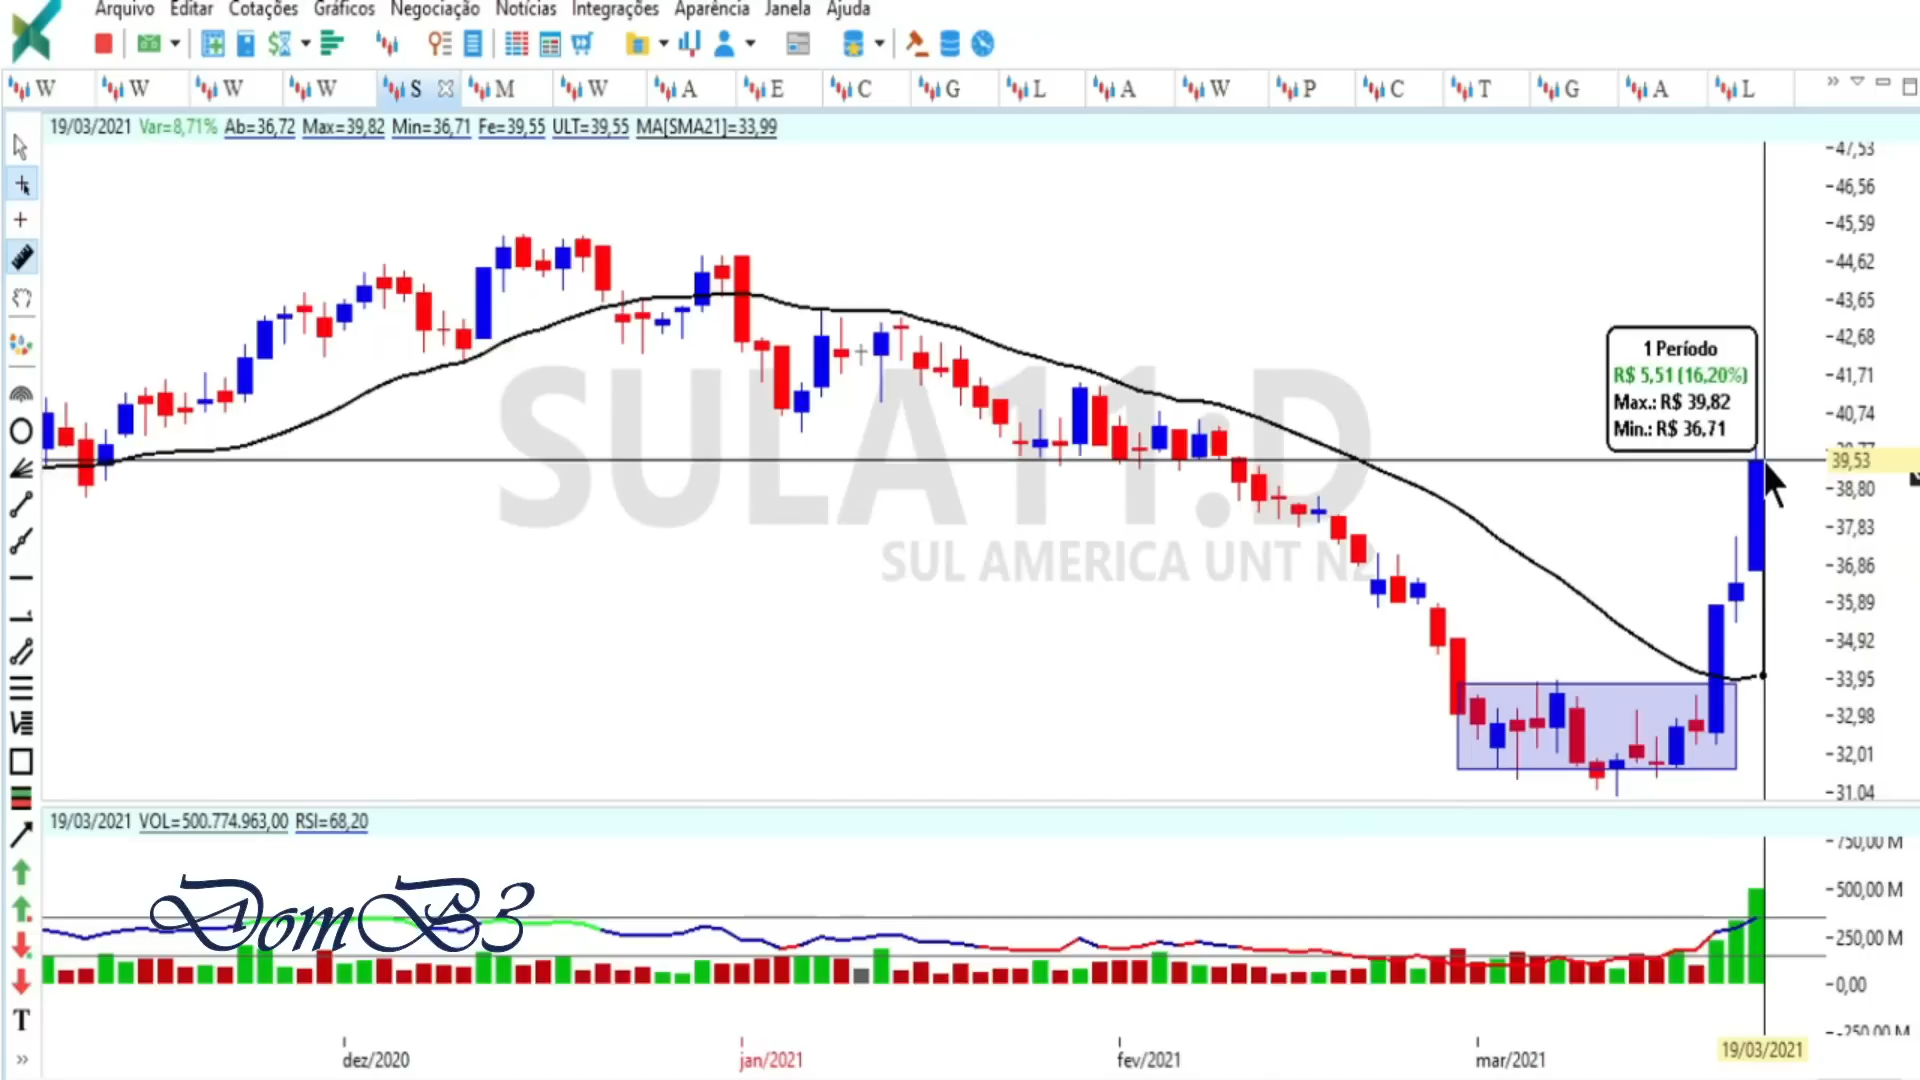 Arquivo Editar Cotações Gráficos Negociação Notícias Integrações Aparência Janela Ajuda
W W W W S M W A E C G L A W P C T G A L
19/03/2021 Var=8,71% Ab=36,72 Max=39,82 Min=36,71 Fe=39,55 ULT=39,55 MA[SMA21]=33,99
47,53
46,56
45,59
44,62
43,65
42,68
41,71
40,74
39,53
38,80
37,83
36,86
35,89
34,92
33,95
32,98
32,01
31,04
1 Período
R$ 5,51 (16,20%)
Max.: R$ 39,82
Min.: R$ 36,71
SULA11.D
SUL AMERICA UNT N2
19/03/2021 VOL=500.774.963,00 RSI=68,20
750,00 M
500,00 M
250,00 M
0,00
-250,00 M
DomB3
T
dez/2020 jan/2021 fev/2021 mar/2021 19/03/2021